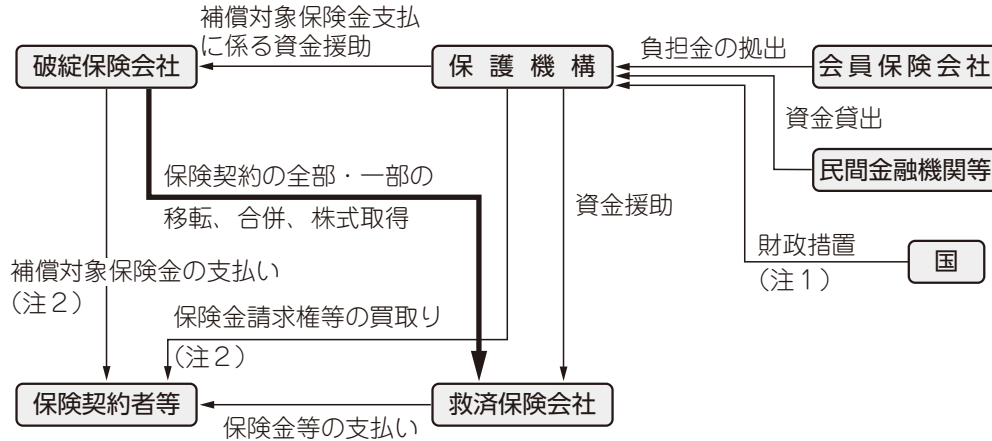 補償対象保険金支払
に係る資金援助
破綻保険会社
保護機構
負担金の拠出
会員保険会社
資金貸出
民間金融機関等
保険契約の全部・一部の
移転、合併、株式取得
資金援助
財政措置
(注1)
国
補償対象保険金の支払い
(注2)
保険金請求権等の買取り
(注2)
保険契約者等
救済保険会社
保険金等の支払い